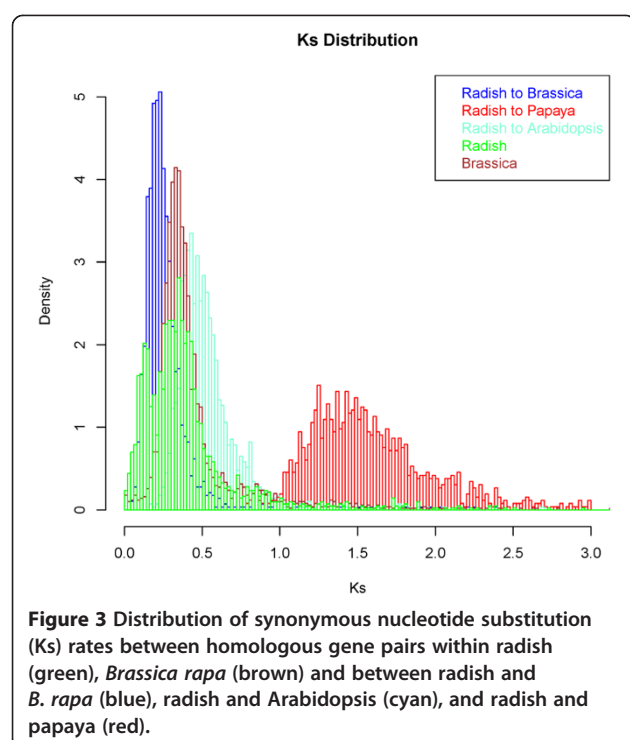 Ks Distribution
Radish to Brassica
Radish to Papaya
Radish to Arabidopsis
Radish
Brassica
5
4
3
2
1
0
Density
0.0 0.5 1.0 1.5 2.0 2.5 3.0
Ks
Figure 3 Distribution of synonymous nucleotide substitution
(Ks) rates between homologous gene pairs within radish
(green), Brassica rapa (brown) and between radish and
B. rapa (blue), radish and Arabidopsis (cyan), and radish and
papaya (red).